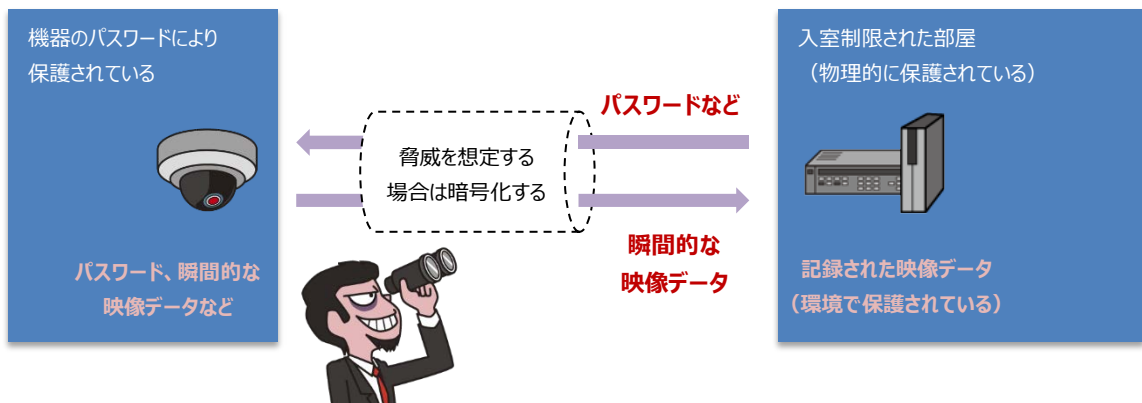 機器のパスワードにより
保護されている
パスワード、瞬間的な
映像データなど
脅威を想定する
場合は暗号化する
パスワードなど
瞬間的な
映像データ
入室制限された部屋
（物理的に保護されている）
記録された映像データ
（環境で保護されている）